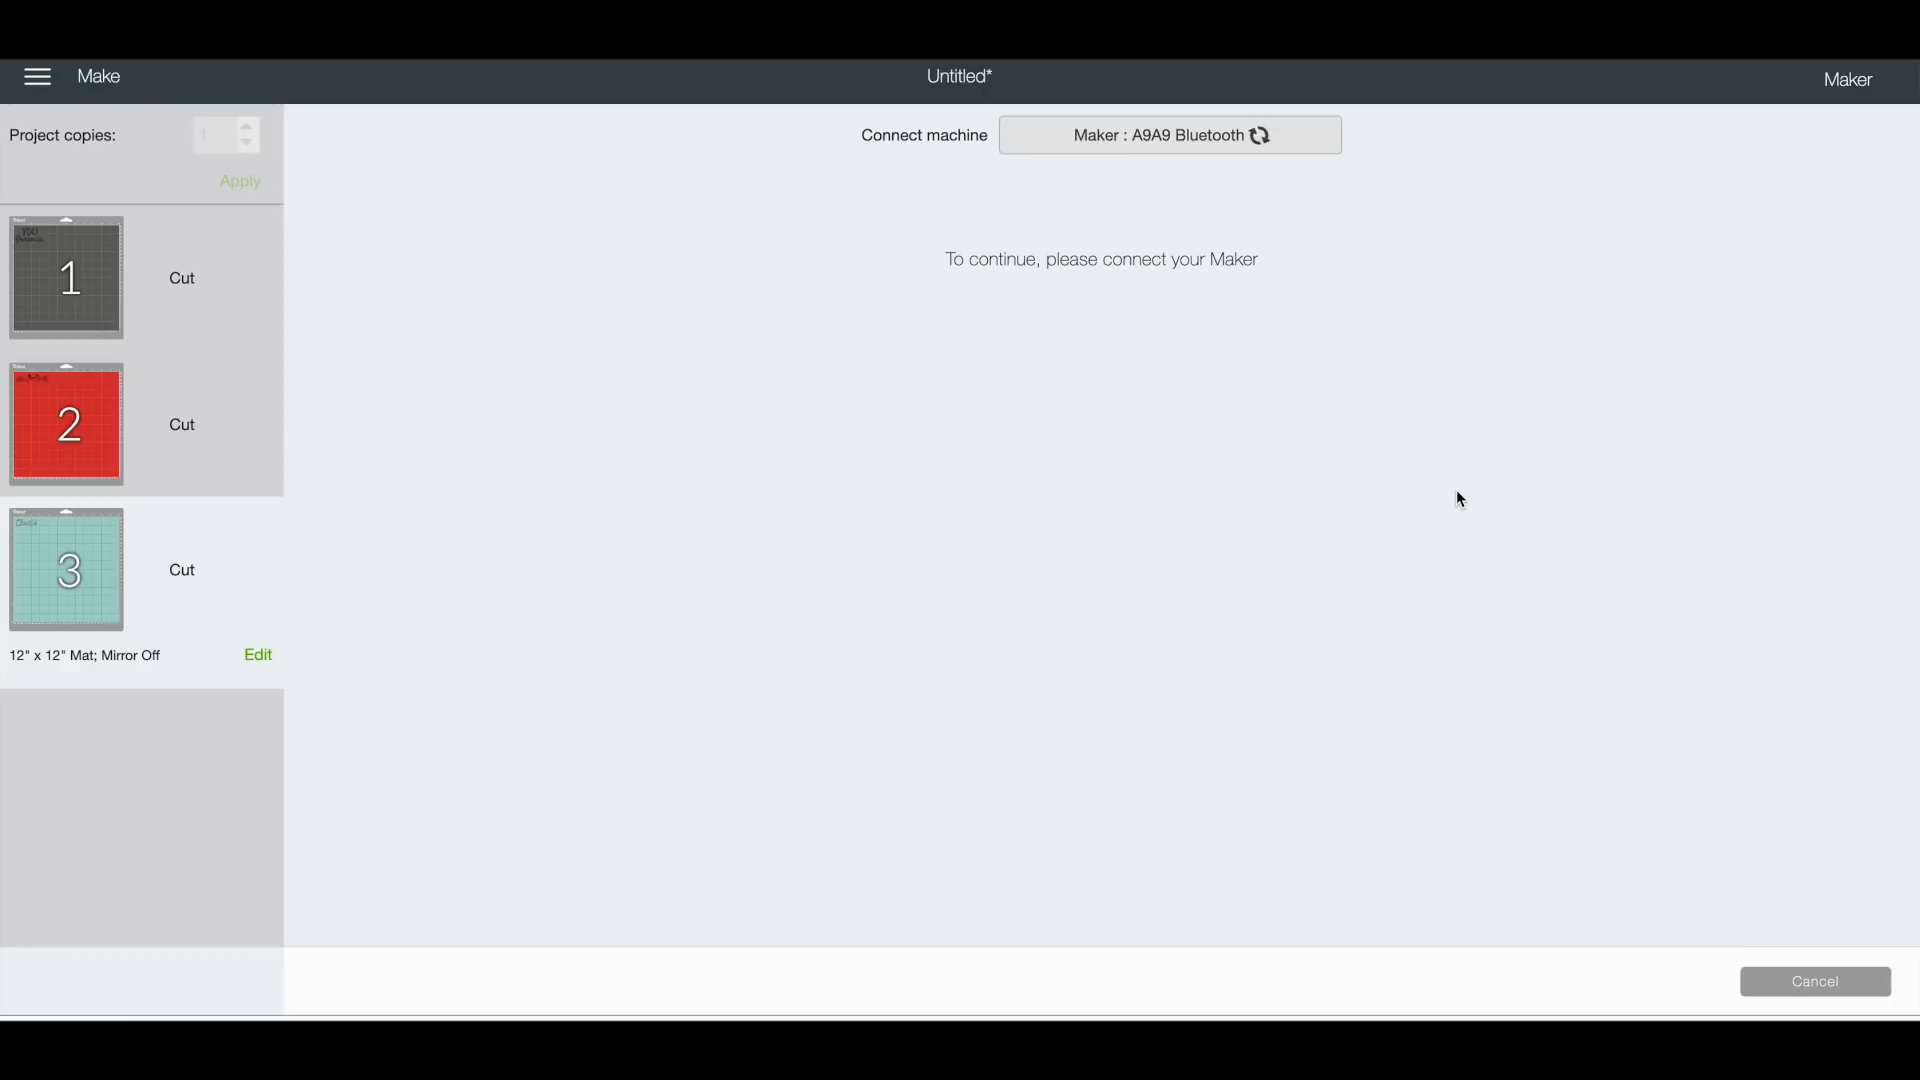 Make
Untitled*
Maker
Project copies:
1
Apply
Connect machine
Maker : A9A9 Bluetooth
To continue, please connect your Maker
1
Cut
2
Cut
3
Cut
12" x 12" Mat; Mirror Off
Edit
Cancel